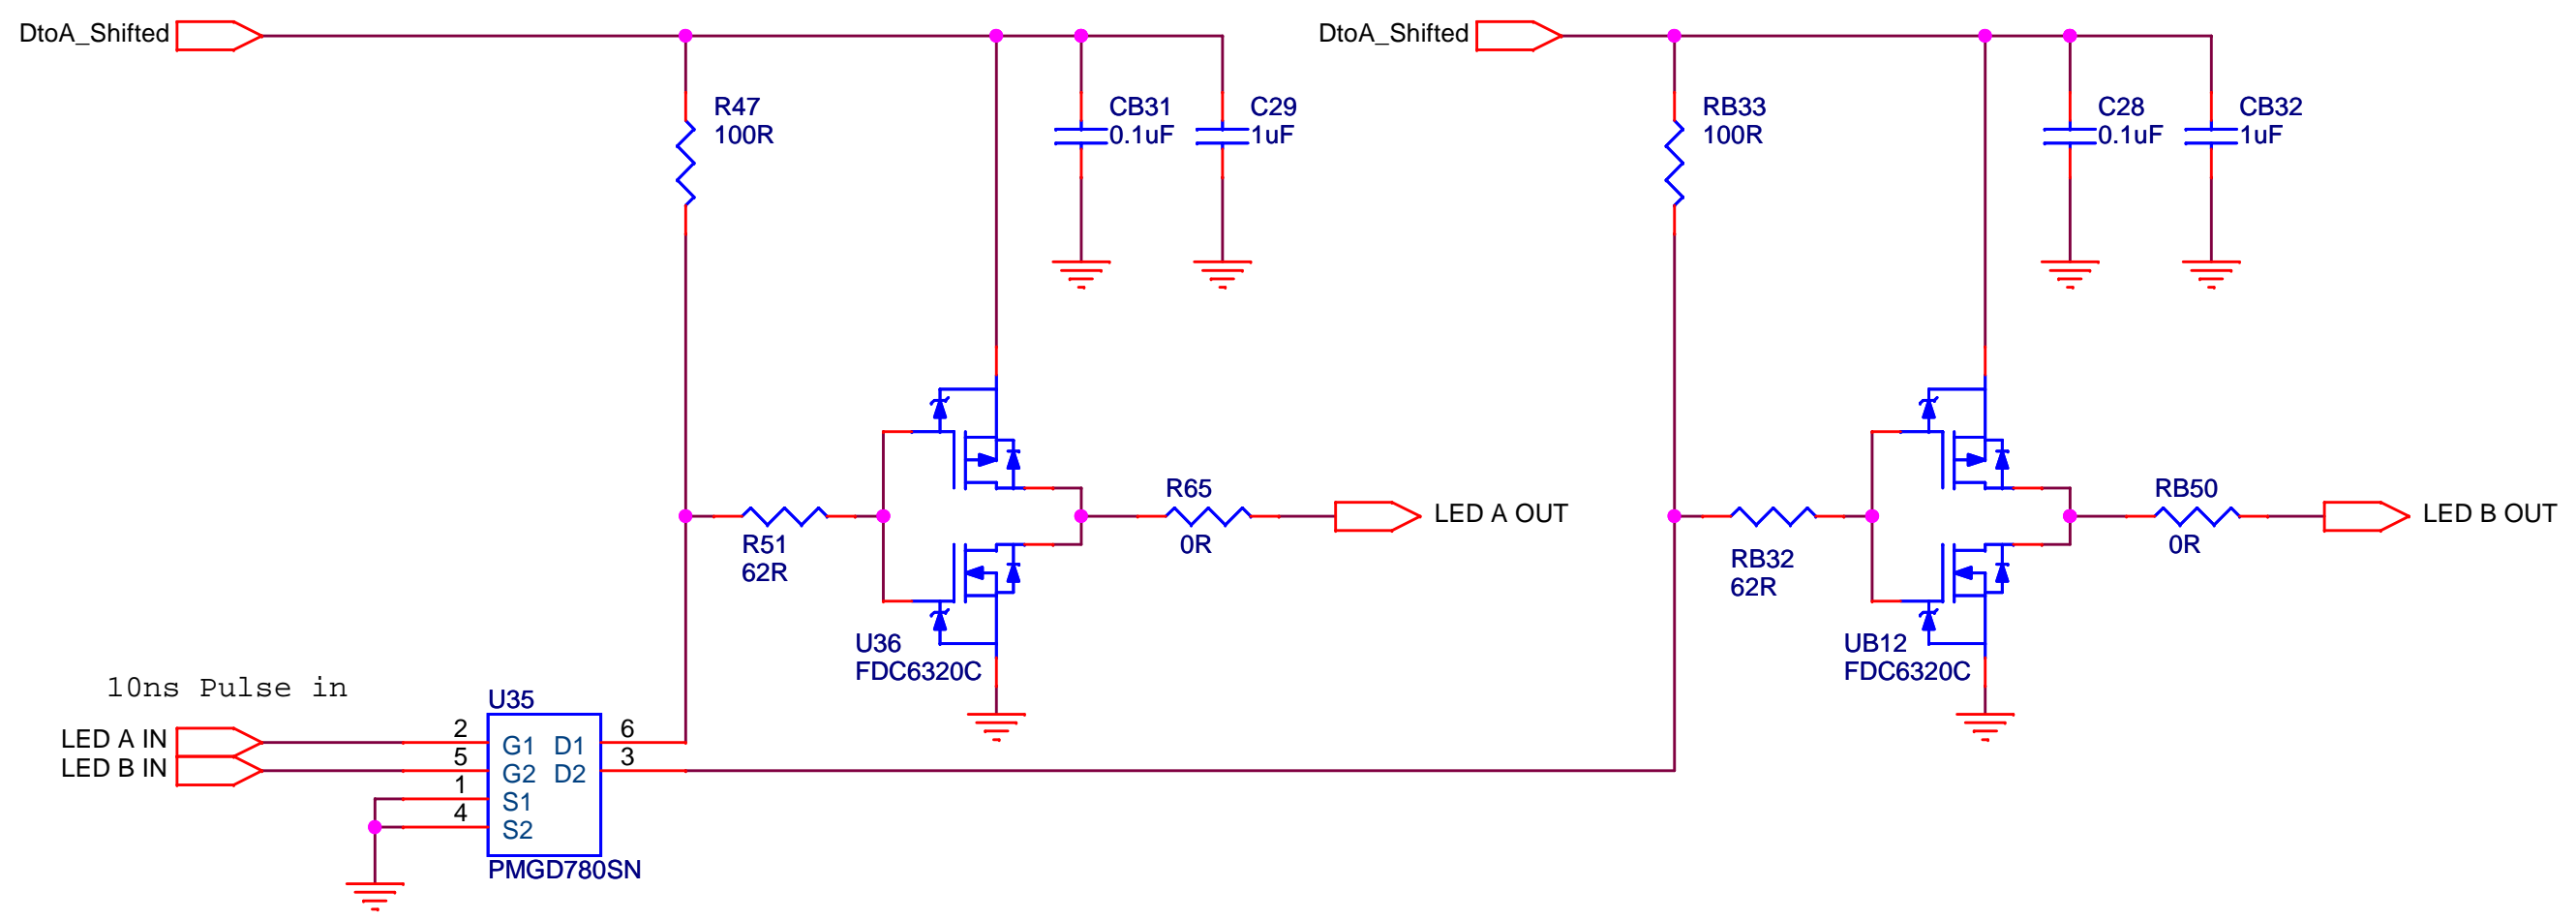 DtoA_Shifted
R47
100R
CB31
0.1uF
C29
1uF
R51
62R
R65
0R
LED A OUT
U36
FDC6320C
DtoA_Shifted
RB33
100R
C28
0.1uF
CB32
1uF
RB32
62R
RB50
0R
LED B OUT
UB12
FDC6320C
10ns Pulse in
LED A IN
LED B IN
U35
2 G1 D1 6
5 G2 D2 3
1 S1
4 S2
PMGD780SN